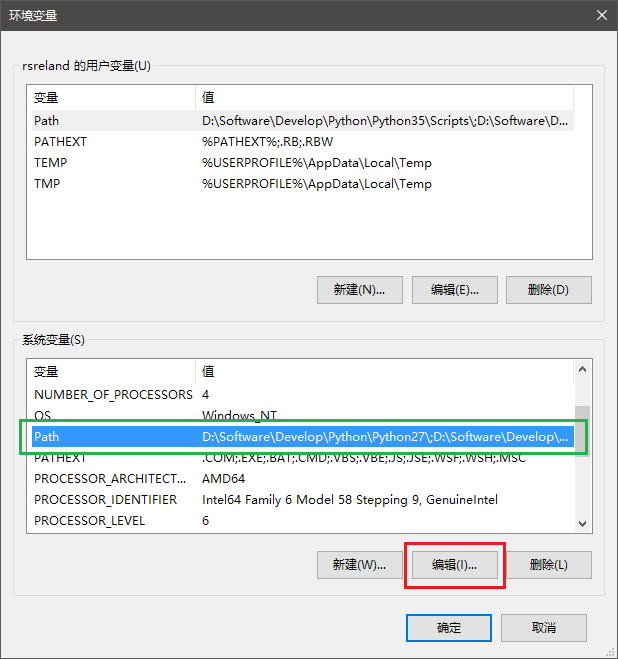 环境变量
rsreland 的用户变量(U)
变量 值
Path D:\Software\Develop\Python\Python35\Scripts\;D:\Software\D...
PATHEXT %PATHEXT%;.RB;.RBW
TEMP %USERPROFILE%\AppData\Local\Temp
TMP %USERPROFILE%\AppData\Local\Temp
新建(N)... 编辑(E)... 删除(D)
系统变量(S)
变量 值
NUMBER_OF_PROCESSORS 4
OS Windows_NT
Path D:\Software\Develop\Python\Python27\;D:\Software\Develop\...
PATHEXT .COM;.EXE;.BAT;.CMD;.VBS;.VBE;.JS;.JSE;.WSF;.WSH;.MSC
PROCESSOR_ARCHITECT... AMD64
PROCESSOR_IDENTIFIER Intel64 Family 6 Model 58 Stepping 9, GenuineIntel
PROCESSOR_LEVEL 6
新建(W)... 编辑(I)... 删除(L)
确定 取消